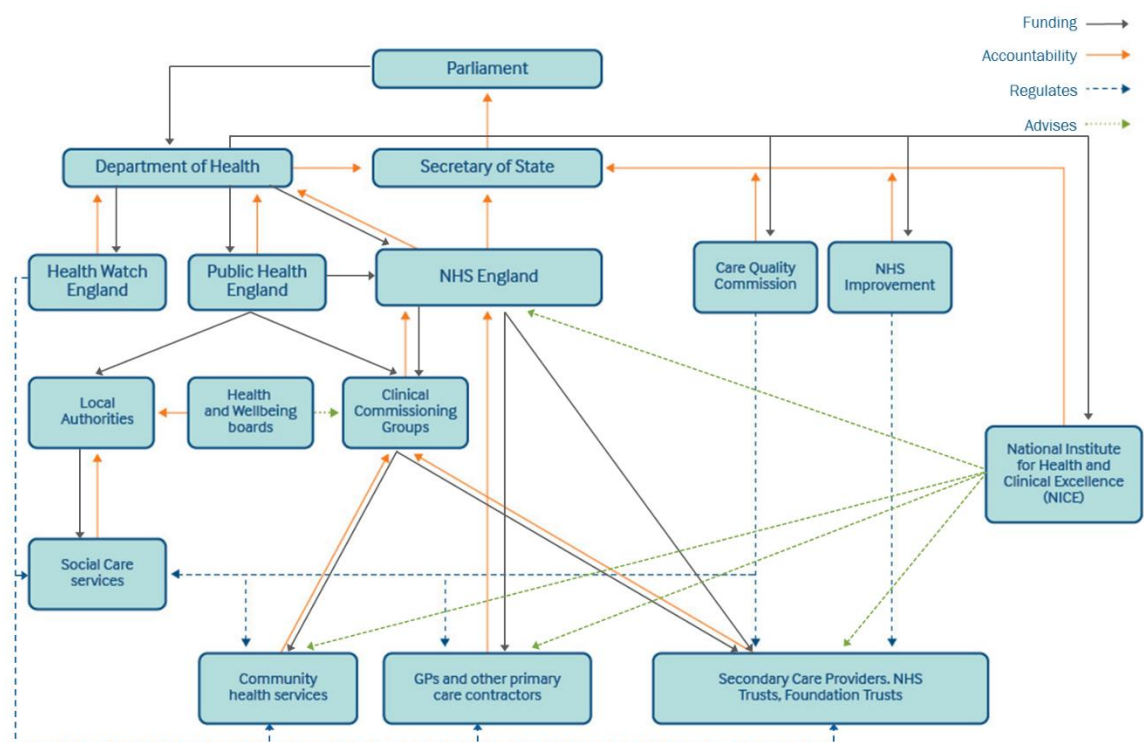 Funding
Accountability
Regulates
Advises
Parliament
Department of Health
Secretary of State
Health Watch
England
Public Health
England
NHS England
Care Quality
Commission
NHS
Improvement
Local
Authorities
Health
and Wellbeing
boards
Clinical
Commissioning
Groups
National Institute
for Health and
Clinical Excellence
(NICE)
Social Care
services
Community
health services
GPs and other primary
care contractors
Secondary Care Providers. NHS
Trusts, Foundation Trusts